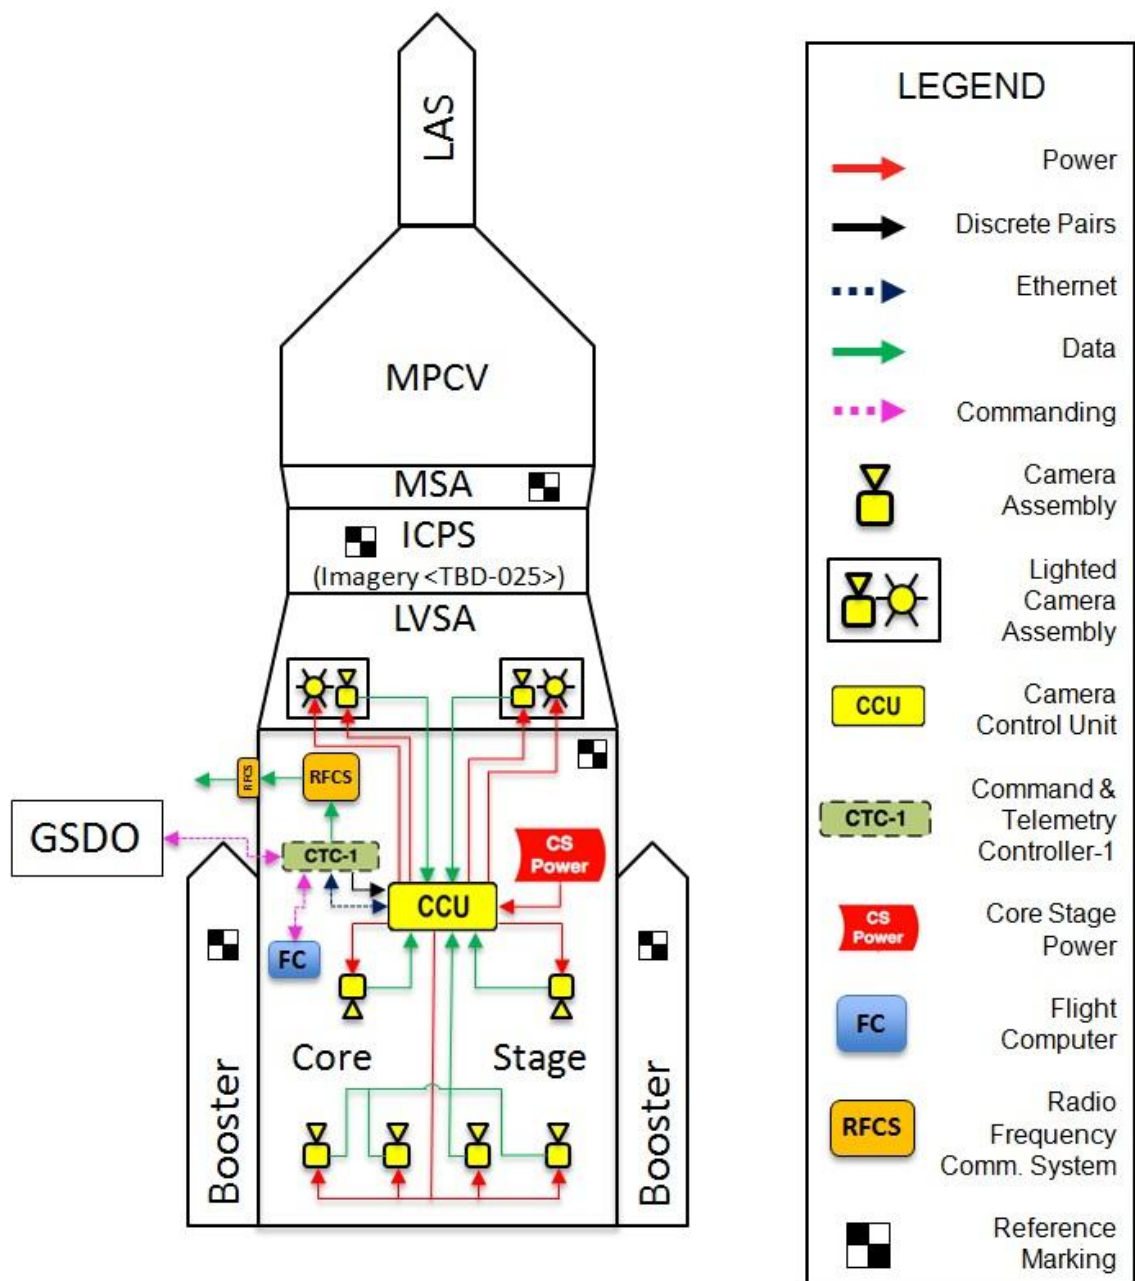 LAS
MPCV
MSA
ICPS
(Imagery <TBD-025>)
LVSA
RFCS
RFCS
GSDO
CTC-1
CS
Power
CCU
FC
Core Stage
Booster
Booster
LEGEND
Power
Discrete Pairs
Ethernet
Data
Commanding
Camera
Assembly
Lighted
Camera
Assembly
CCU
Camera
Control Unit
CTC-1
Command &
Telemetry
Controller-1
CS
Power
Core Stage
Power
FC
Flight
Computer
RFCS
Radio
Frequency
Comm. System
Reference
Marking